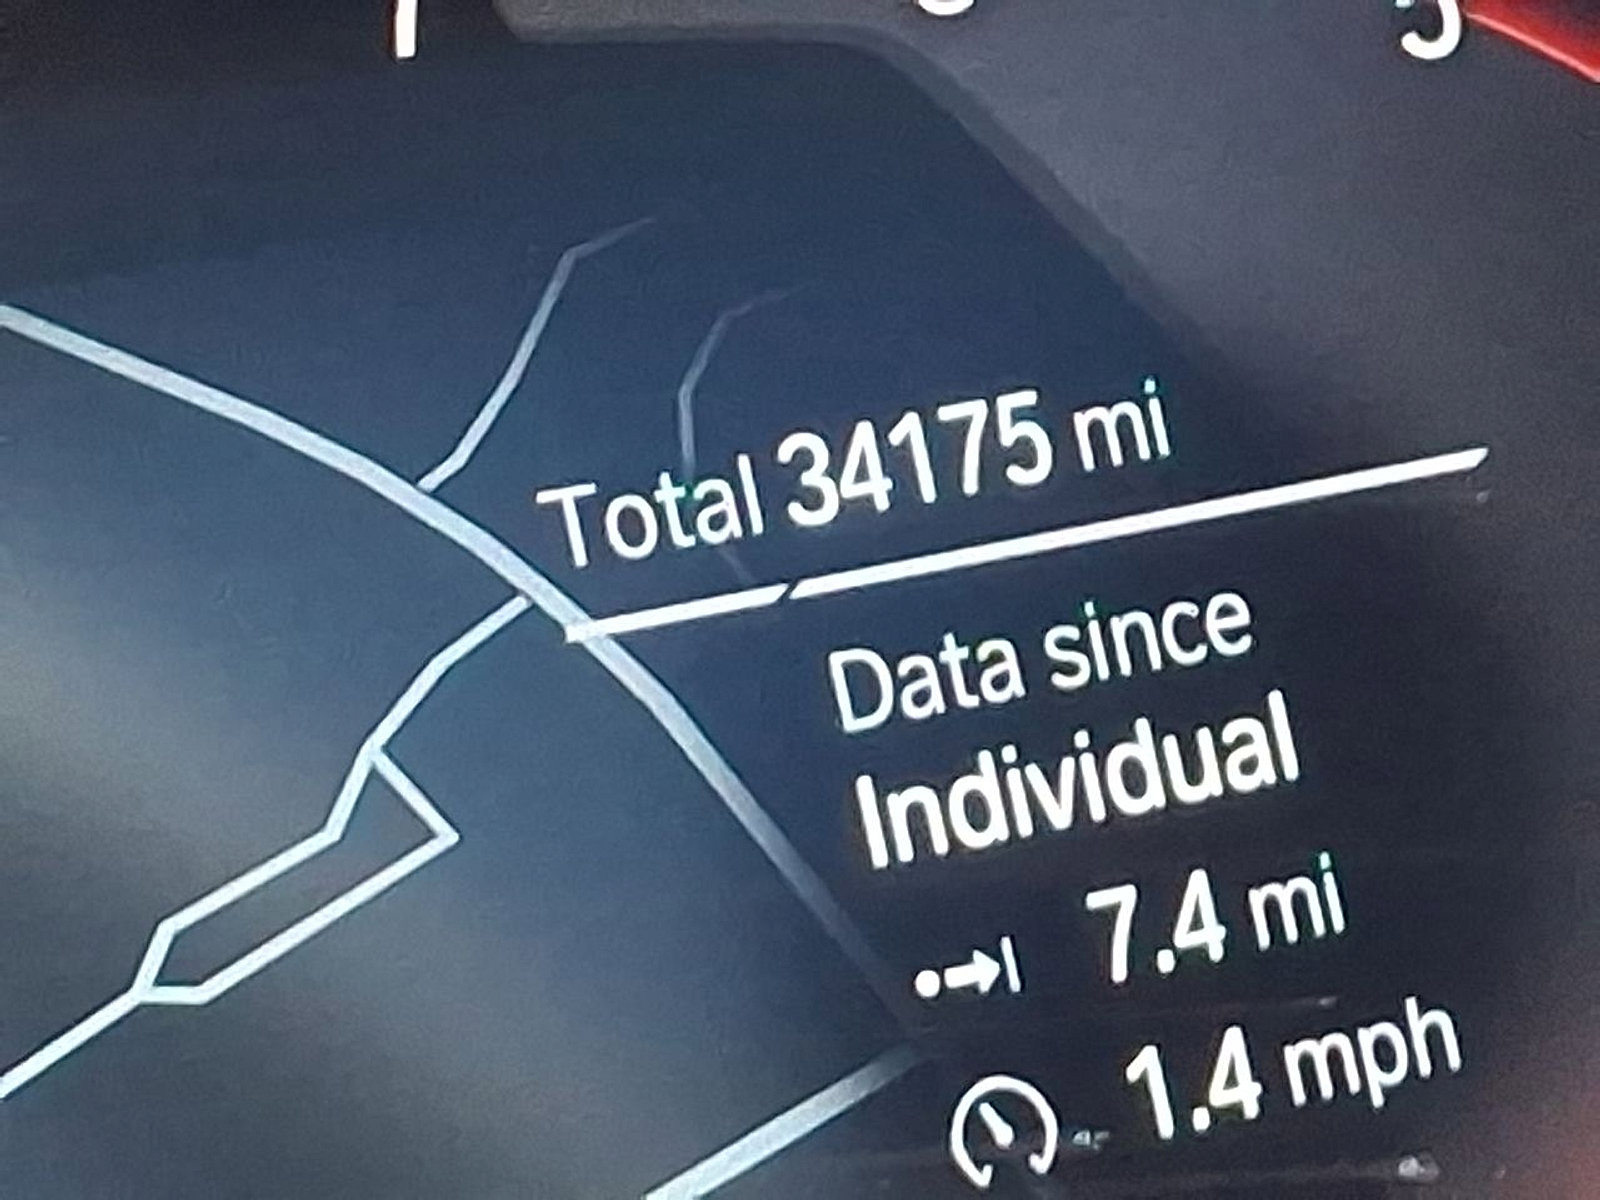 Total 34175 mi
Data since
Individual
7.4 mi
1.4 mph